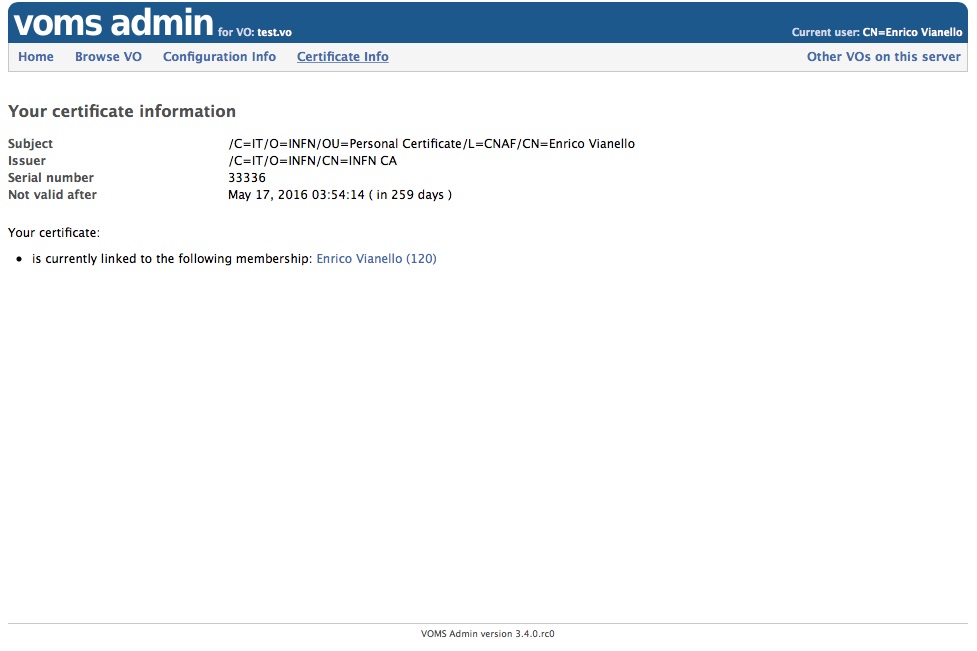 voms admin for VO: test.vo Current user: CN=Enrico Vianello
Home Browse VO Configuration Info Certificate Info Other VOs on this server
Your certificate information
Subject /C=IT/O=INFN/OU=Personal Certificate/L=CNAF/CN=Enrico Vianello
Issuer /C=IT/O=INFN/CN=INFN CA
Serial number 33336
Not valid after May 17, 2016 03:54:14 ( in 259 days )
Your certificate:
• is currently linked to the following membership: Enrico Vianello (120)
VOMS Admin version 3.4.0.rc0